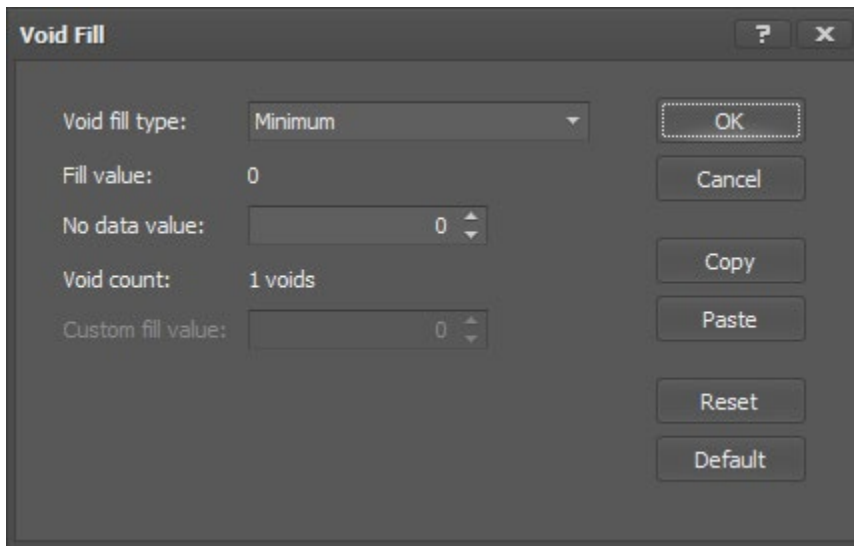 Void Fill
? x
Void fill type: Minimum
OK
Fill value: 0
Cancel
No data value: 0
Void count: 1 voids
Copy
Custom fill value: 0
Paste
Reset
Default